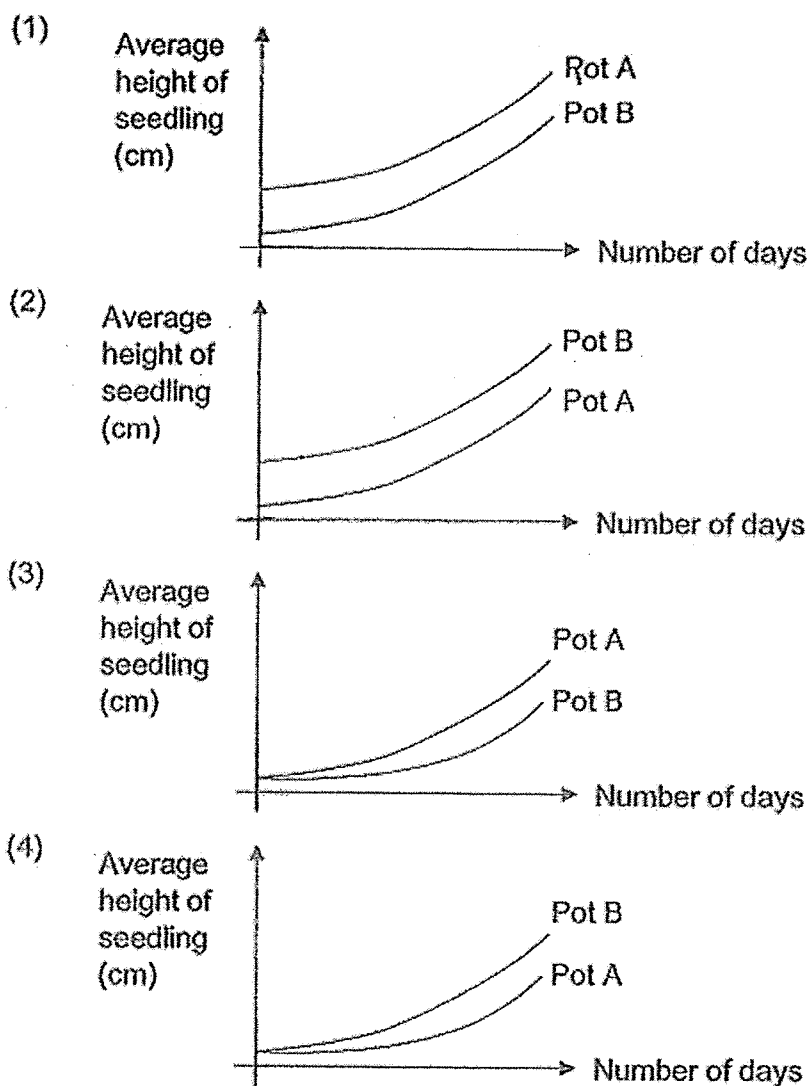 (1)
Average
height of
seedling
(cm)
Pot A
Pot B
Number of days
(2)
Average
height of
seedling
(cm)
Pot B
Pot A
Number of days
(3)
Average
height of
seedling
(cm)
Pot A
Pot B
Number of days
(4)
Average
height of
seedling
(cm)
Pot B
Pot A
Number of days